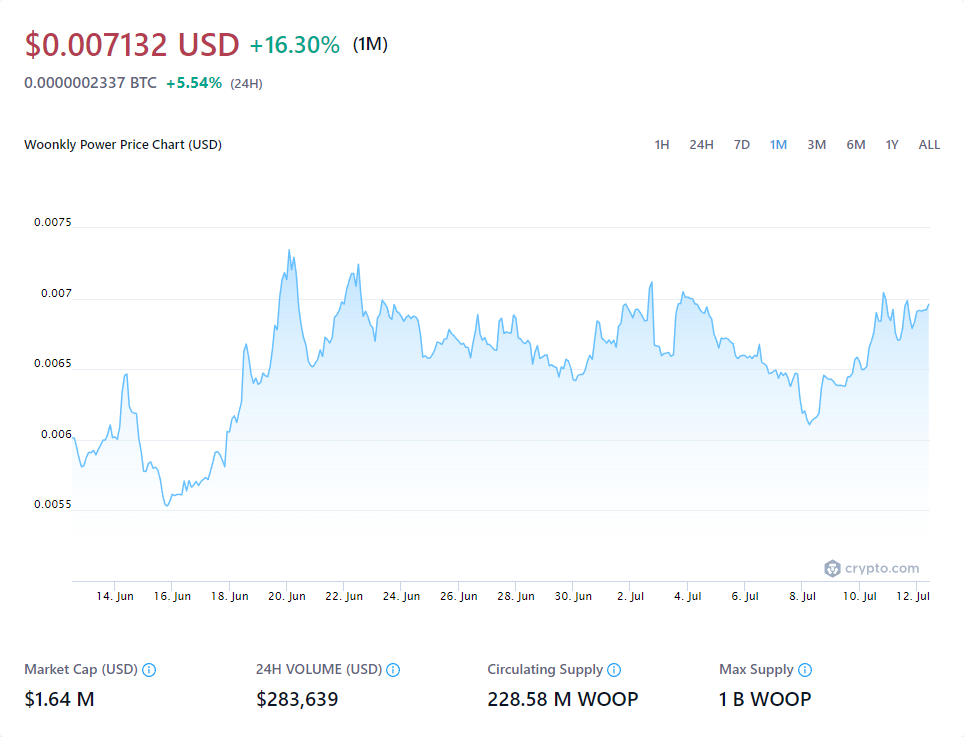 $0.007132 USD +16.30% (1M)
0.0000002337 BTC +5.54% (24H)
Woonkly Power Price Chart (USD) 1H 24H 7D 1M 3M 6M 1Y ALL
0.0075
0.007
0.0065
0.006
0.0055
crypto.com
14. Jun 16. Jun 18. Jun 20. Jun 22. Jun 24. Jun 26. Jun 28. Jun 30. Jun 2. Jul 4. Jul 6. Jul 8. Jul 10. Jul 12. Jul
Market Cap (USD) 24H VOLUME (USD) Circulating Supply Max Supply
$1.64 M $283,639 228.58 M WOOP 1 B WOOP